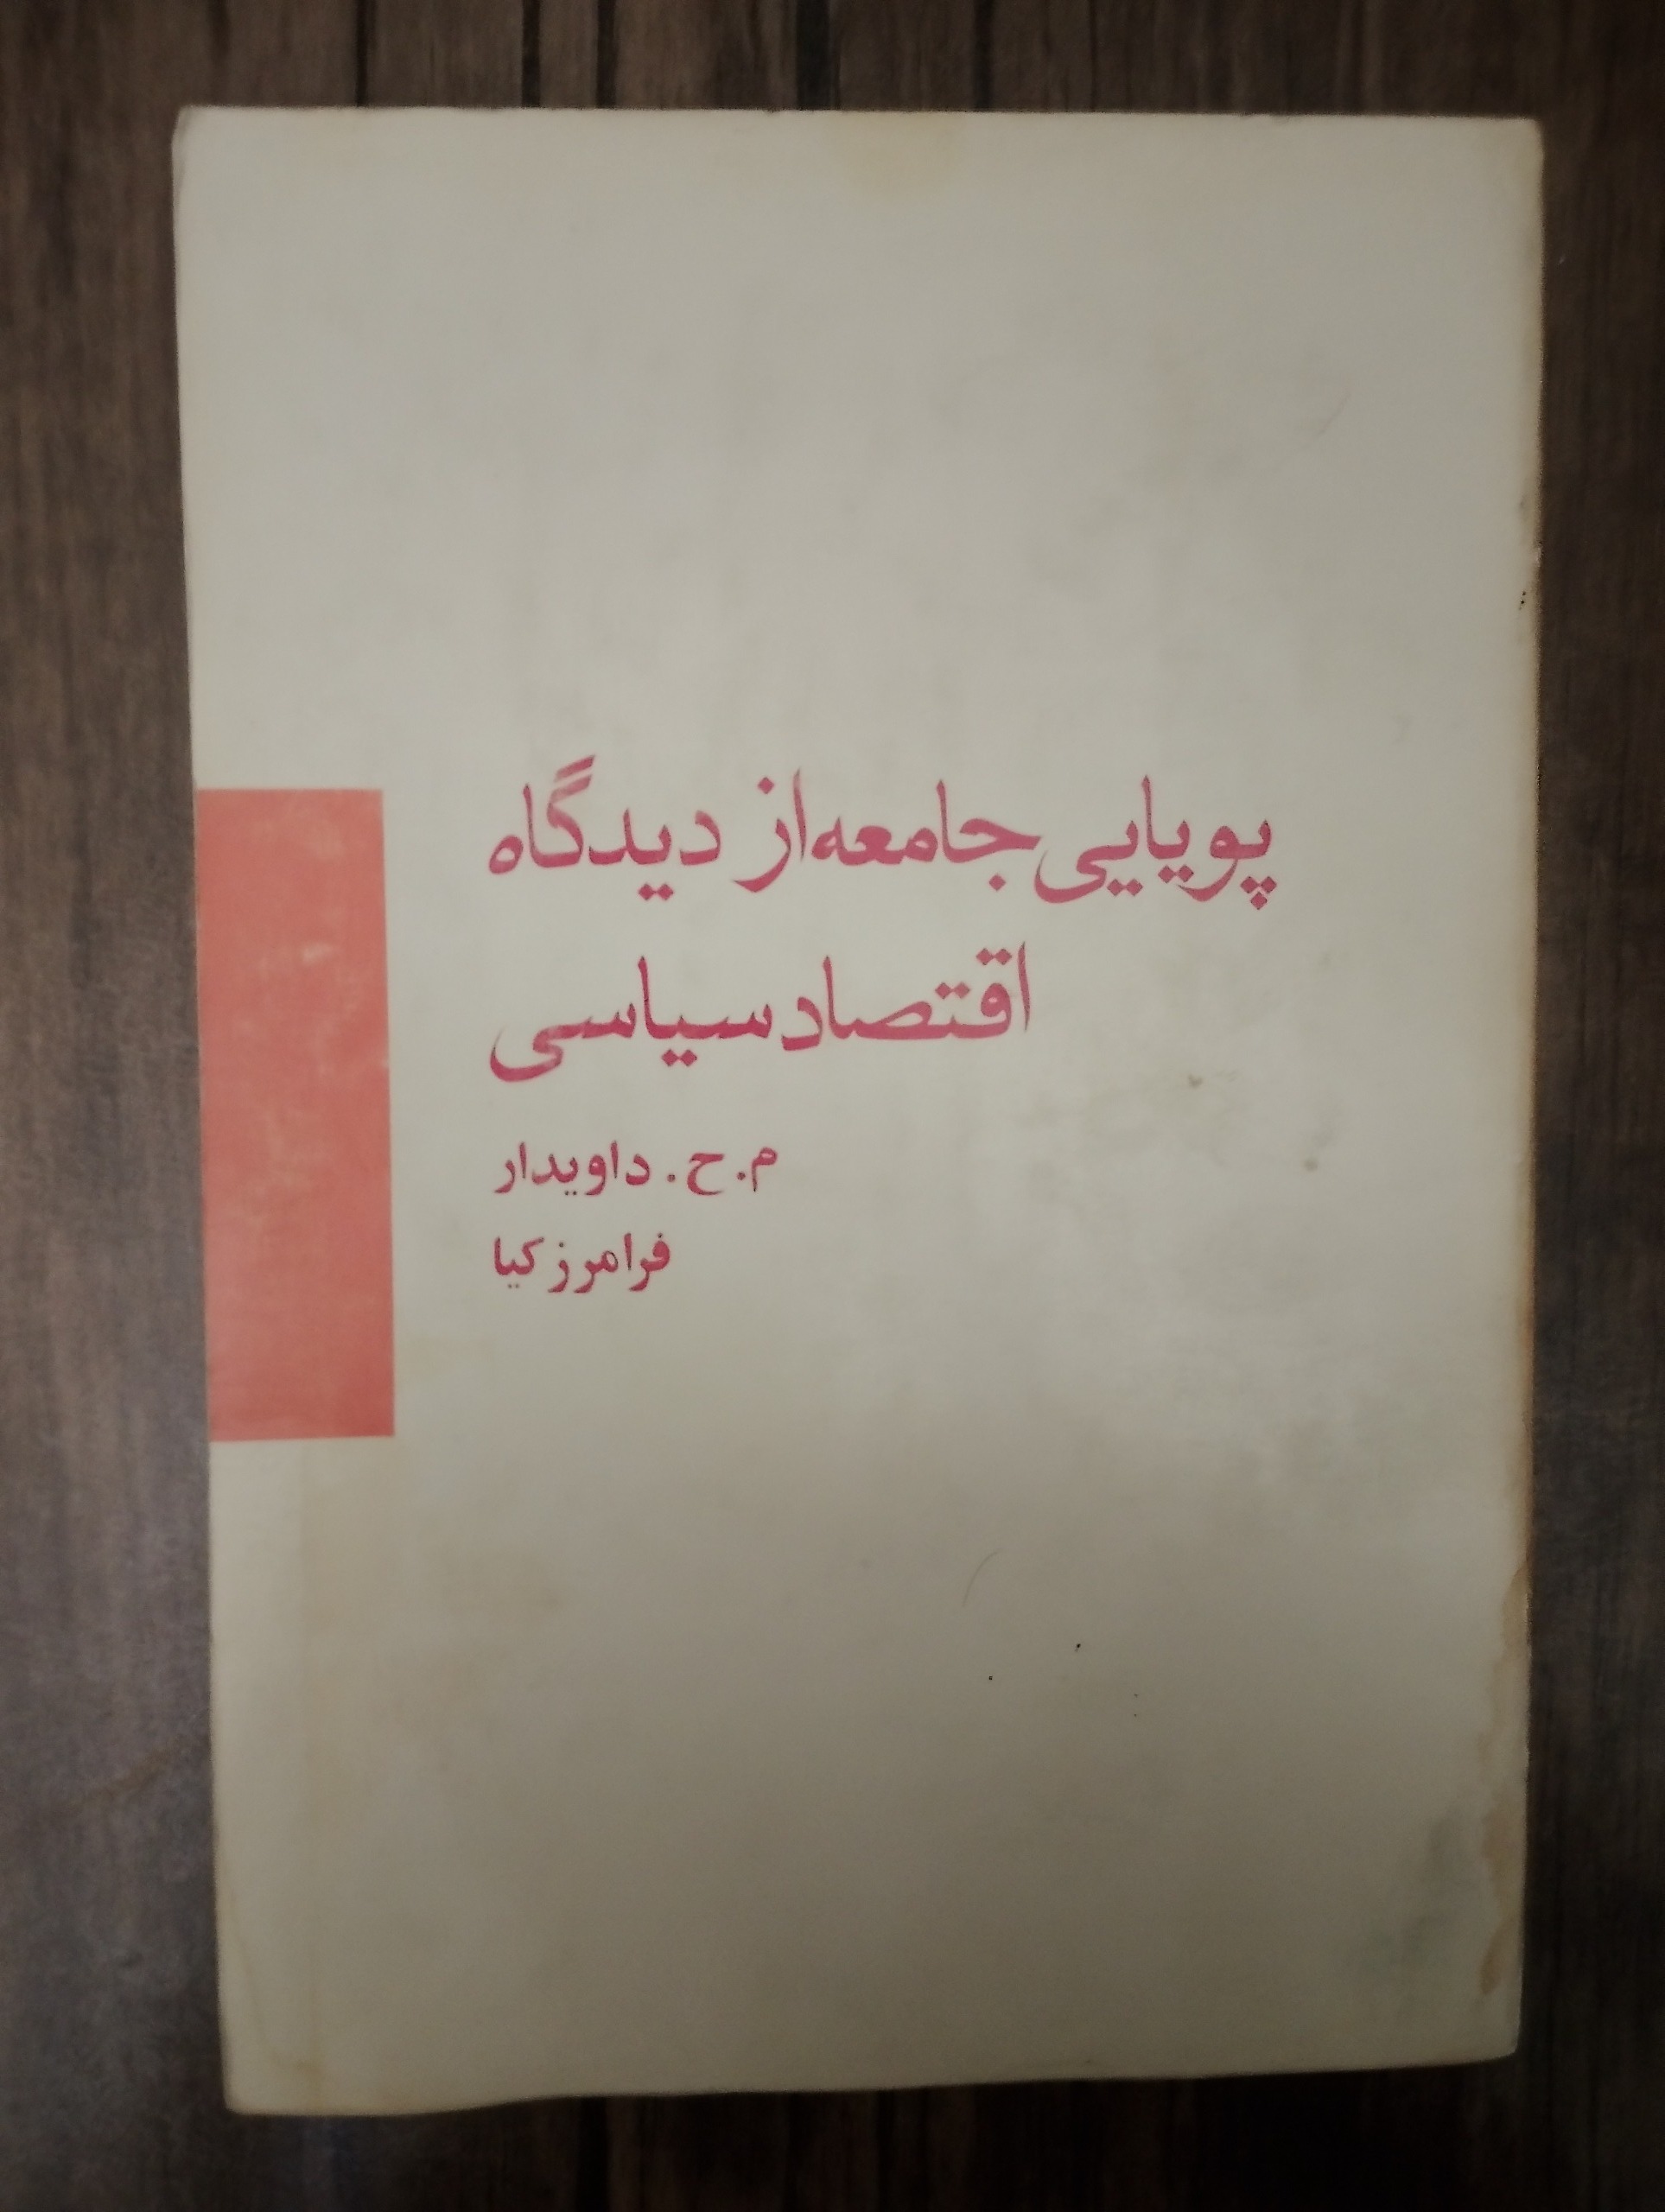 پویایی جامعه از دیدگاه
اقتصاد سیاسی
م. ح. داویدار
فرامرز کیا